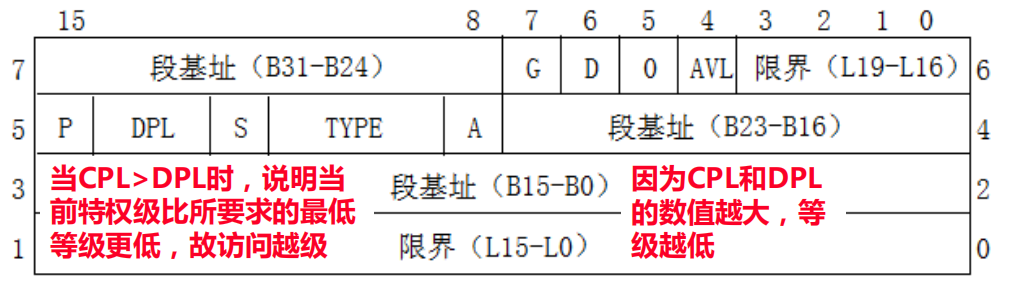 15 8 7 6 5 4 3 2 1 0
7 段基址（B31-B24） G D 0 AVL 限界（L19-L16） 6
5 P DPL S TYPE A 段基址（B23-B16） 4
当CPL>DPL时，说明当
前特权级比所要求的最低
等级更低，故访问越级
3 段基址（B15-B0） 2
因为CPL和DPL
的数值越大，等
级越低
1 限界（L15-L0） 0